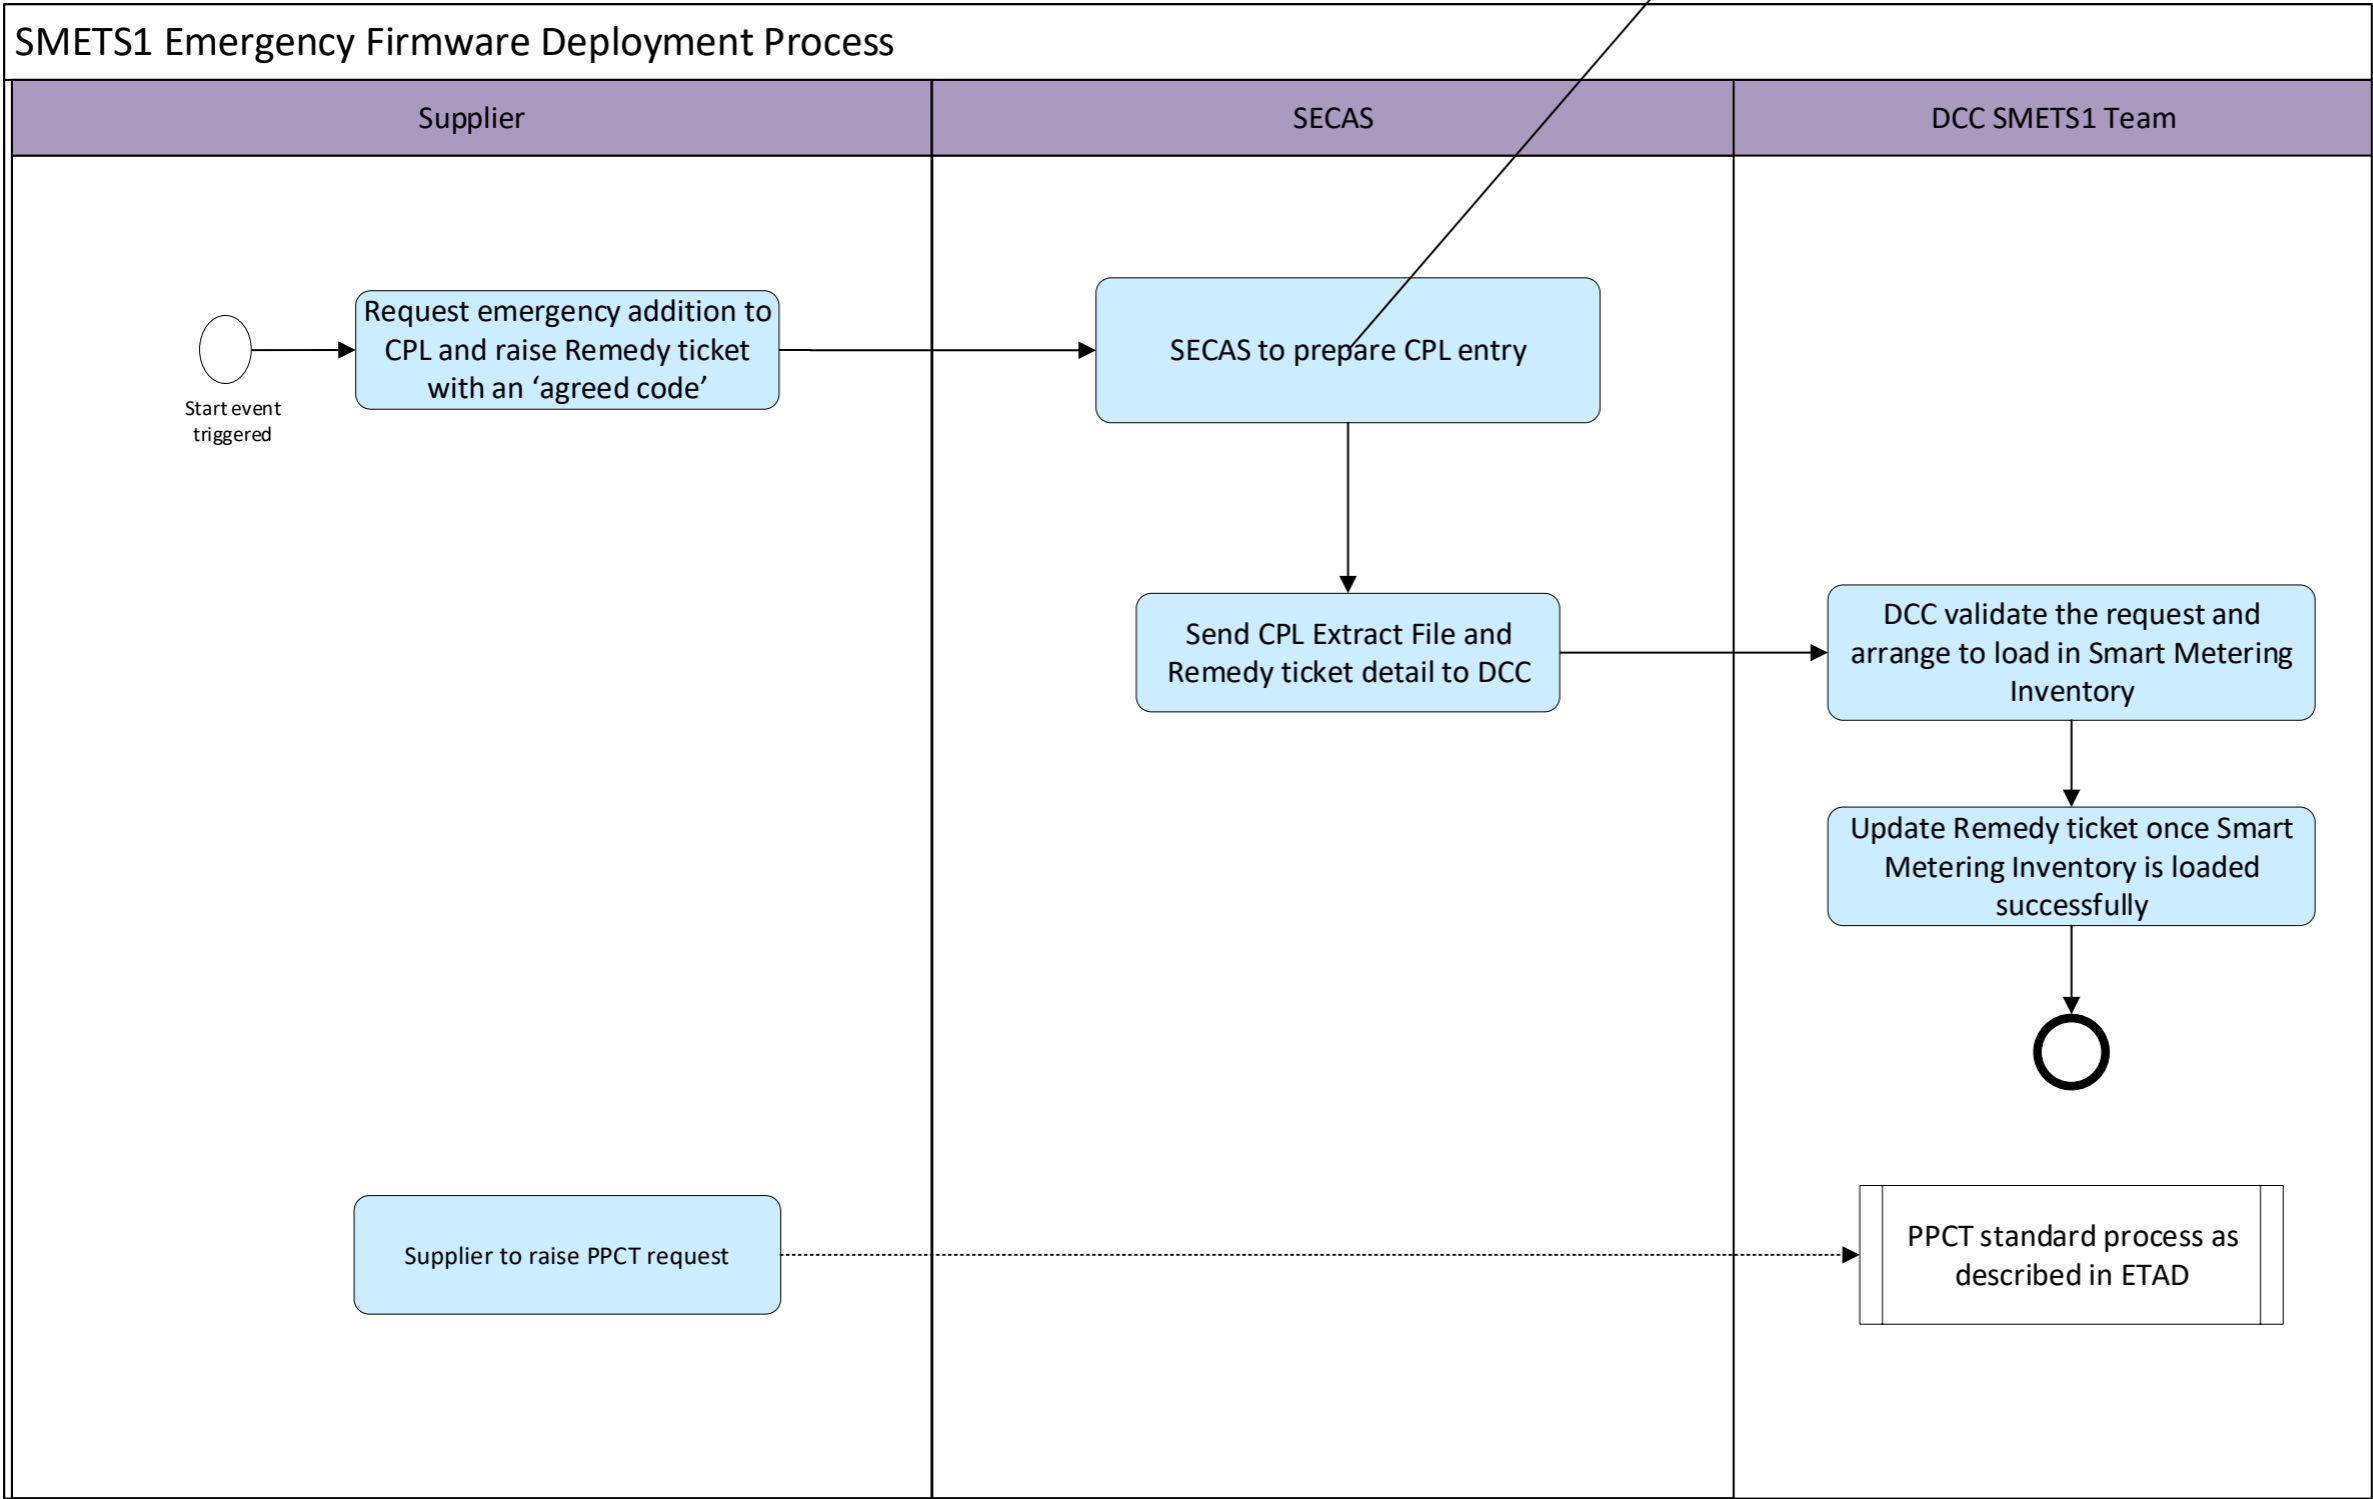 SMETS1 Emergency Firmware Deployment Process
Supplier
SECAS
DCC SMETS1 Team
Start event
triggered
Request emergency addition to
CPL and raise Remedy ticket
with an ‘agreed code’
SECAS to prepare CPL entry
Send CPL Extract File and
Remedy ticket detail to DCC
DCC validate the request and
arrange to load in Smart Metering
Inventory
Update Remedy ticket once Smart
Metering Inventory is loaded
successfully
Supplier to raise PPCT request
PPCT standard process as
described in ETAD